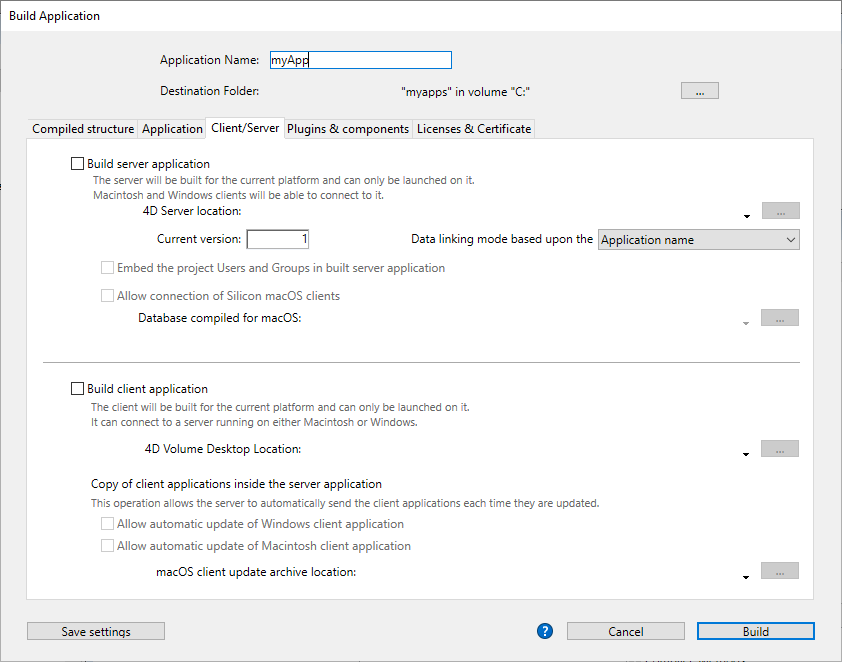 Build Application
Application Name: myApp
Destination Folder: "myapps" in volume "C:" ...
Compiled structure Application Client/Server Plugins & components Licenses & Certificate
Build server application
The server will be built for the current platform and can only be launched on it.
Macintosh and Windows clients will be able to connect to it.
4D Server location: ...
Current version: 1 Data linking mode based upon the Application name
Embed the project Users and Groups in built server application
Allow connection of Silicon macOS clients
Database compiled for macOS: ...
Build client application
The client will be built for the current platform and can only be launched on it.
It can connect to a server running on either Macintosh or Windows.
4D Volume Desktop Location: ...
Copy of client applications inside the server application
This operation allows the server to automatically send the client applications each time they are updated.
Allow automatic update of Windows client application
Allow automatic update of Macintosh client application
macOS client update archive location: ...
Save settings ? Cancel Build